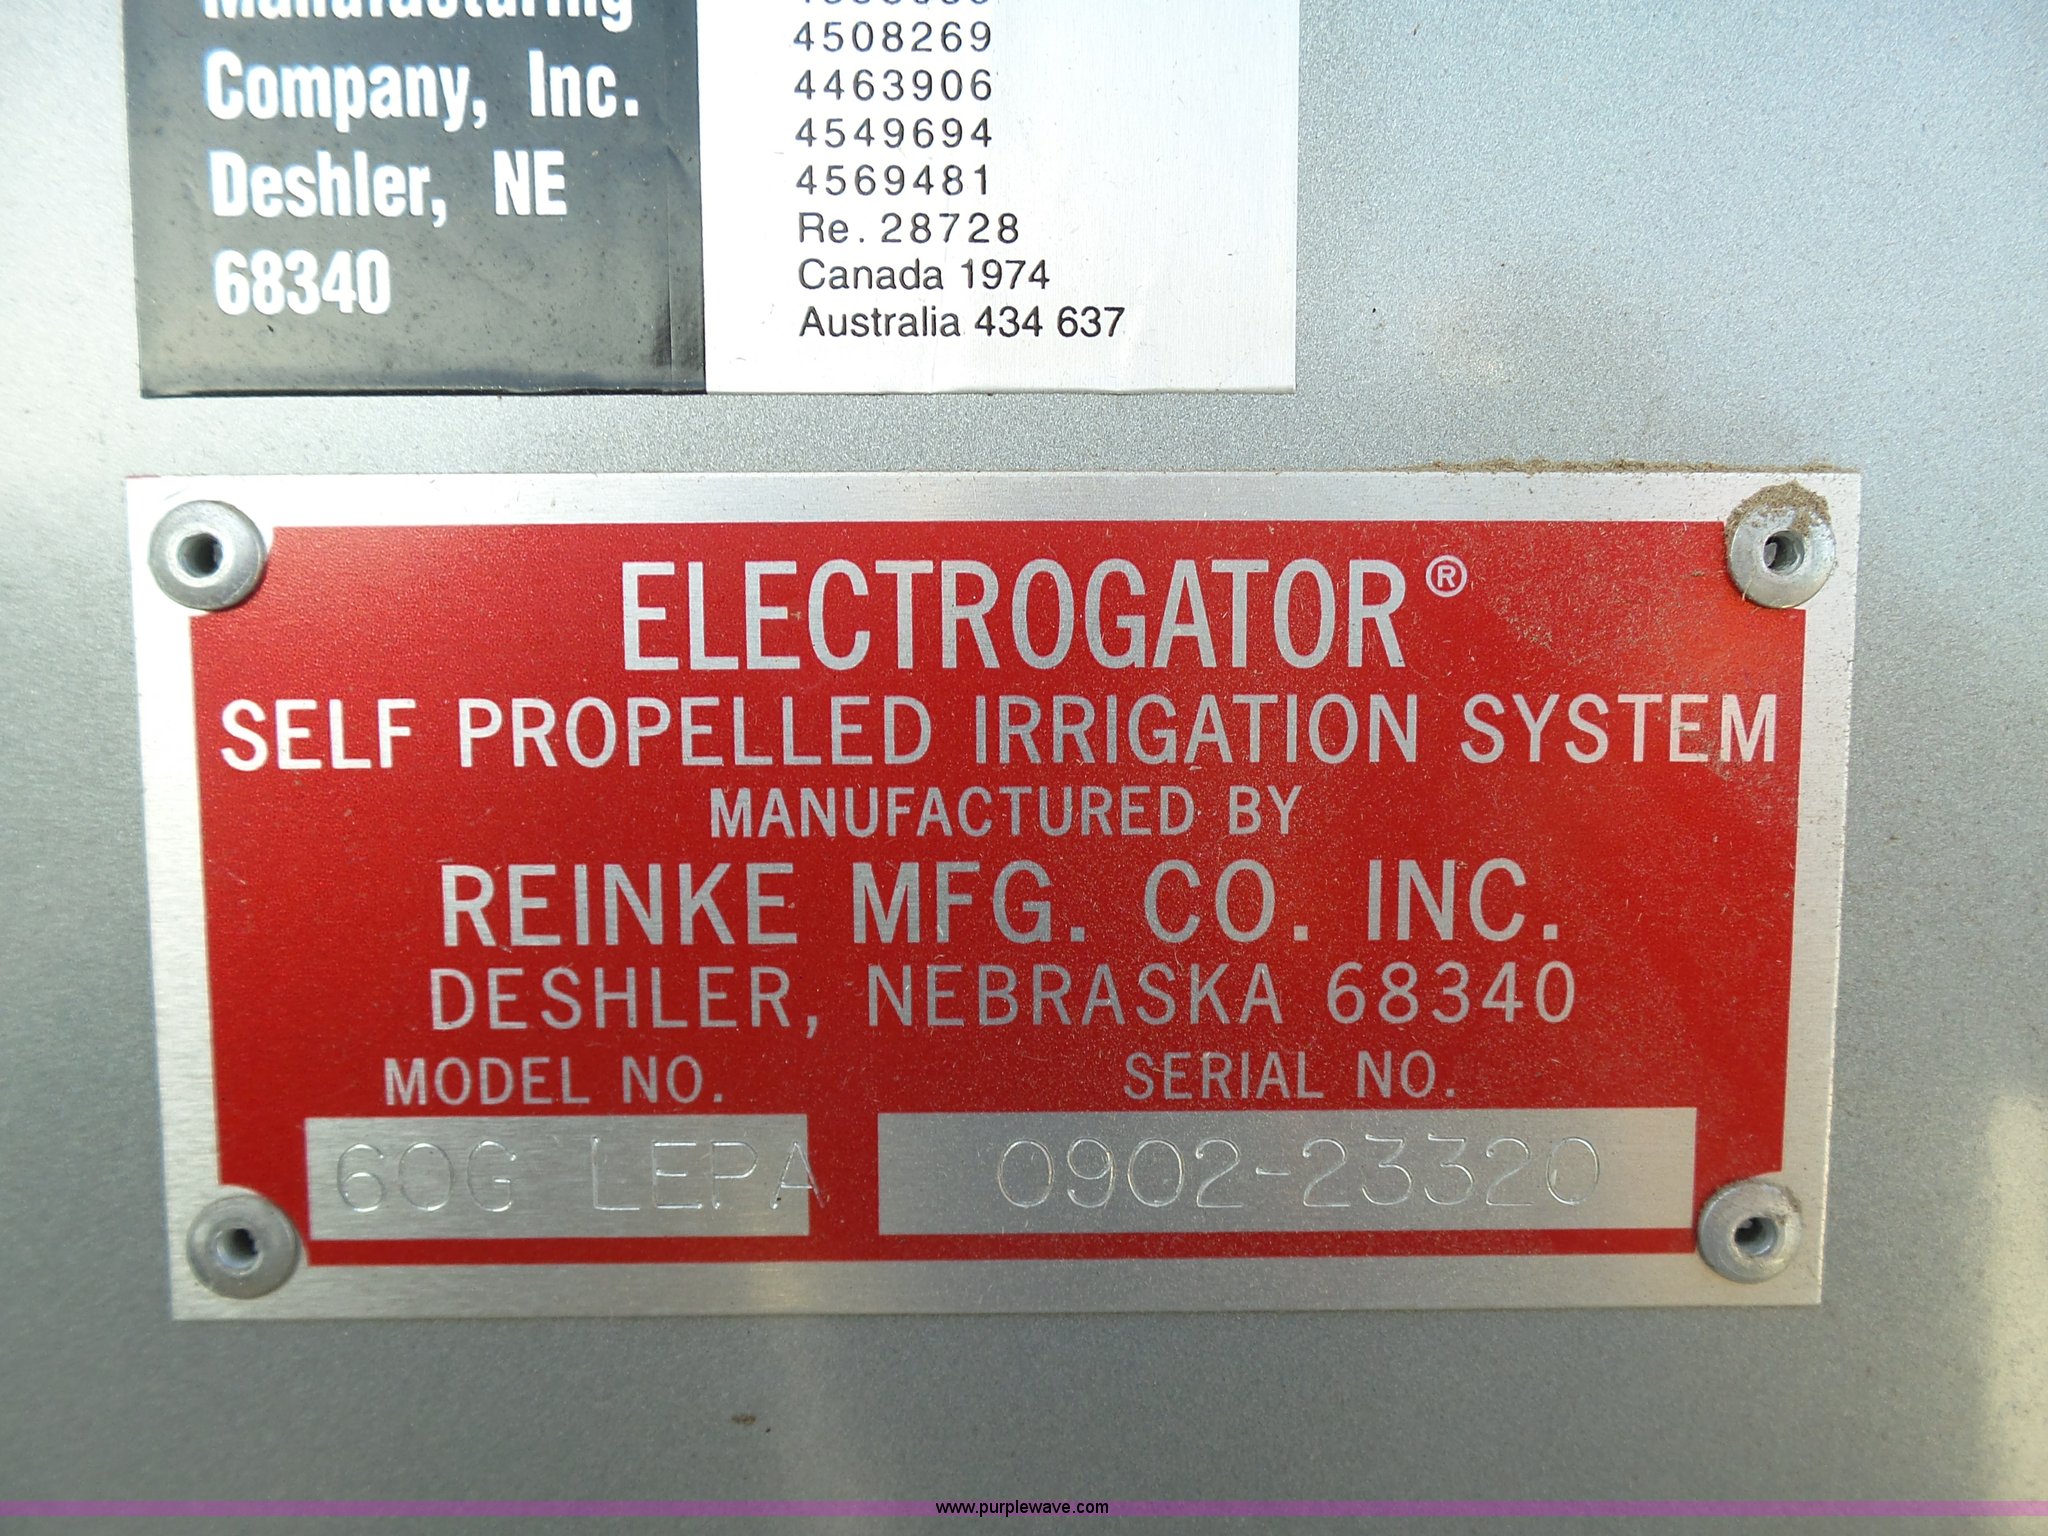 Manufacturing
Company, Inc.
Deshler, NE
68340
4508269
4463906
4549694
4569481
Re. 28728
Canada 1974
Australia 434 637
ELECTROGATOR®
SELF PROPELLED IRRIGATION SYSTEM
MANUFACTURED BY
REINKE MFG. CO. INC.
DESHLER, NEBRASKA 68340
MODEL NO. SERIAL NO.
60G LEPA 0902-23320
www.purplewave.com